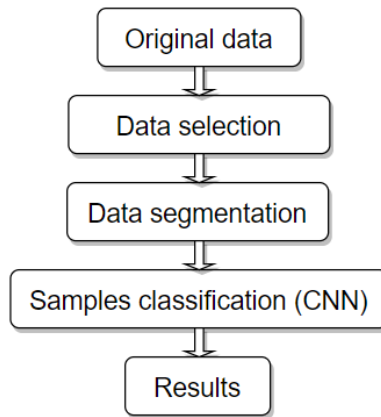 Original data
Data selection
Data segmentation
Samples classification (CNN)
Results